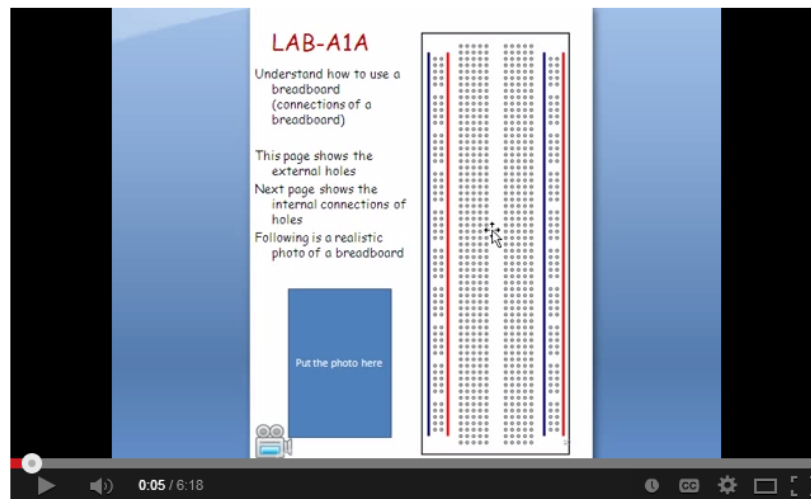 LAB-A1A
Understand how to use a
breadboard
(connections of a
breadboard)
This page shows the
external holes
Next page shows the
internal connections of
holes
Following is a realistic
photo of a breadboard
Put the photo here
0:05 / 6:18
CC